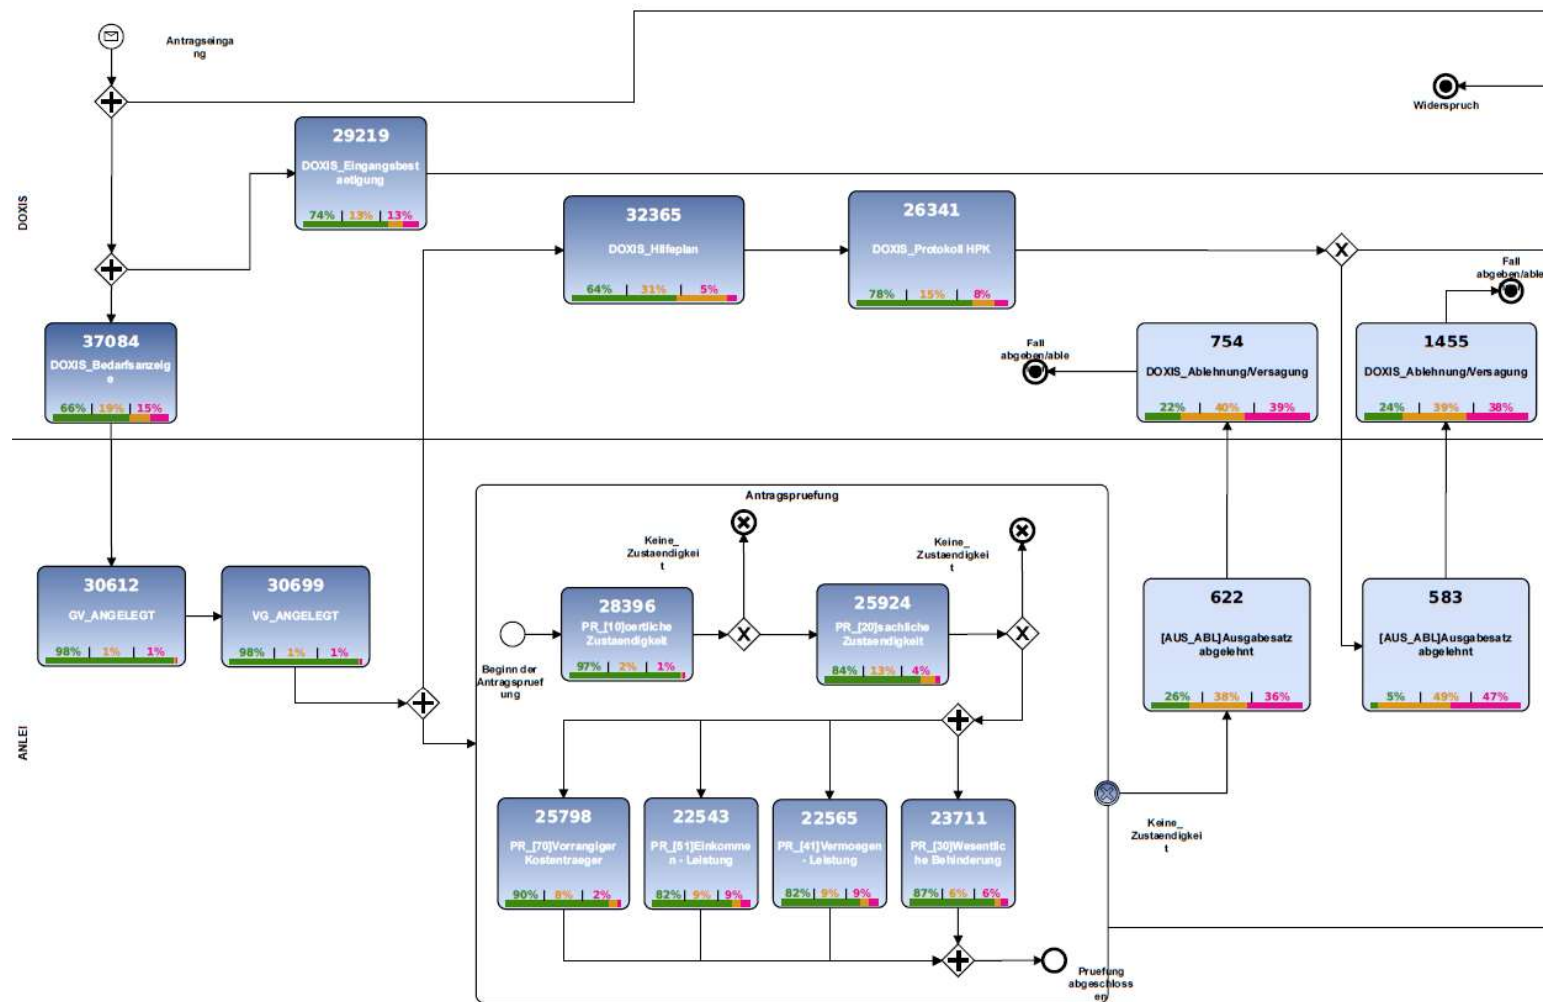 Antragseinga
ng
Widerspruch
DOXIS
29219
DOXIS_Eingangsbest
aetigung
74% | 13% | 13%
32365
DOXIS_Hilfeplan
64% | 31% | 5%
26341
DOXIS_Protokoll HPK
78% | 15% | 8%
Fall
abgeben/able
37084
DOXIS_Bedarfsanzeig
e
66% | 19% | 15%
Fall
abgeben/able
754
DOXIS_Ablehnung/Versagung
22% | 40% | 39%
1455
DOXIS_Ablehnung/Versagung
24% | 39% | 38%
ANLEI
30612
GV_ANGELEGT
98% | 1% | 1%
30699
VG_ANGELEGT
98% | 1% | 1%
Antragspruefung
Keine_
Zustaendigkei
t
Keine_
Zustaendigkei
t
Beginn der
Antragspruef
ung
28396
PR_[10]oertliche
Zustaendigkeit
97% | 2% | 1%
25924
PR_[20]sachliche
Zustaendigkeit
84% | 13% | 4%
622
[AUS_ABL]Ausgabesatz
abgelehnt
26% | 38% | 36%
583
[AUS_ABL]Ausgabesatz
abgelehnt
5% | 49% | 47%
25798
PR_[70]Vorrangiger
Kostentraeger
90% | 8% | 2%
22543
PR_[51]Einkomme
n - Leistung
82% | 9% | 9%
22565
PR_[41]Vermoegen
- Leistung
82% | 9% | 9%
23711
PR_[30]Wesentlic
he Behinderung
87% | 6% | 6%
Keine_
Zustaendigkei
t
Pruefung
abgeschloss
en